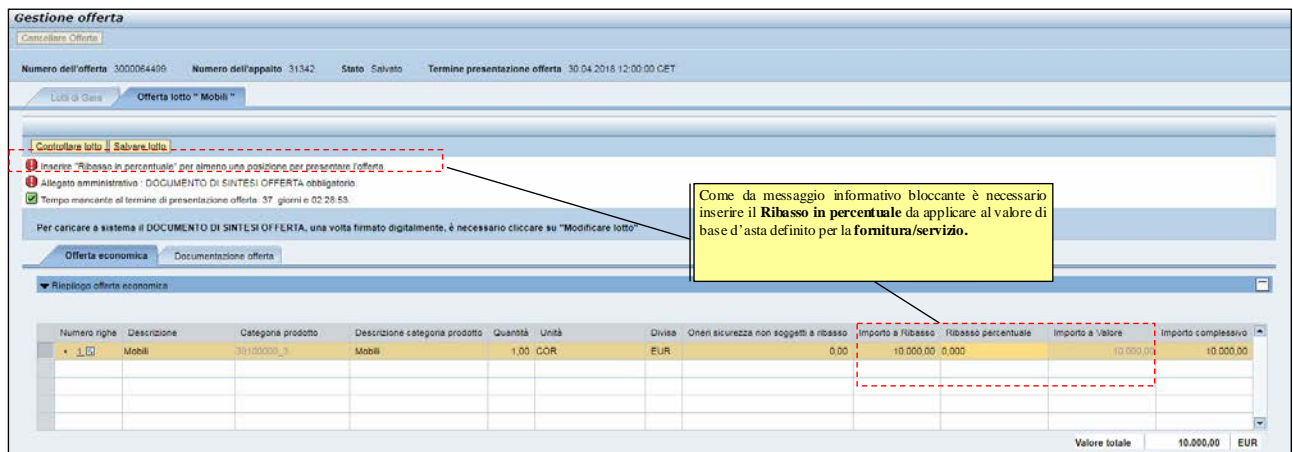 Gestione offerta
Cancellare Offerta
Numero dell'offerta 3000064499 Numero dell'appalto 31342 Stato Salvato Termine presentazione offerta 30.04.2018 12:00:00 CET
Lotti di Gara Offerta lotto " Mobili "
Controllare lotto Salvare lotto
Inserire "Ribasso in percentuale" per almeno una posizione per presentare l'offerta.
Allegato amministrativo : DOCUMENTO DI SINTESI OFFERTA obbligatorio.
Tempo mancante al termine di presentazione offerta: 37 giorni e 02:28:53.
Come da messaggio informativo bloccante è necessario
inserire il Ribasso in percentuale da applicare al valore di
base d'asta definito per la fornitura/servizio.
Per caricare a sistema il DOCUMENTO DI SINTESI OFFERTA, una volta firmato digitalmente, è necessario cliccare su "Modificare lotto"
Offerta economica Documentazione offerta
Riepilogo offerta economica
Numero righe Descrizione Categoria prodotto Descrizione categoria prodotto Quantità Unità Divisa Oneri sicurezza non soggetti a ribasso Importo a Ribasso Ribasso percentuale Importo a Valore Importo complessivo
1 Mobili 39100000_3 Mobili 1,00 COR EUR 0,00 10.000,00 0,000 10.000,00 10.000,00
Valore totale 10.000,00 EUR